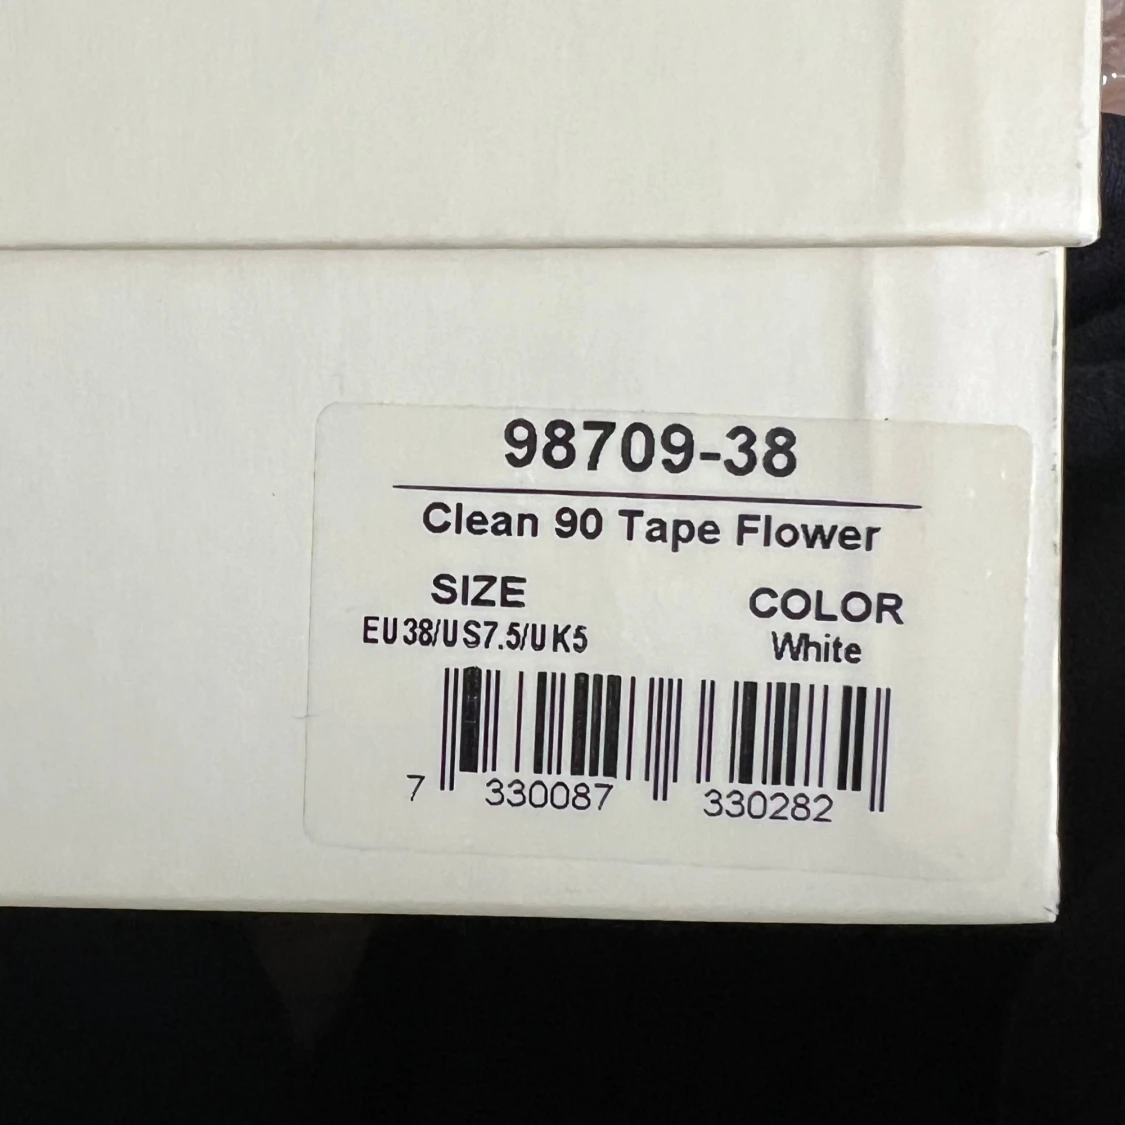 98709-38
Clean 90 Tape Flower
SIZE COLOR
EU38/US7.5/UK5 White
7 330087 330282